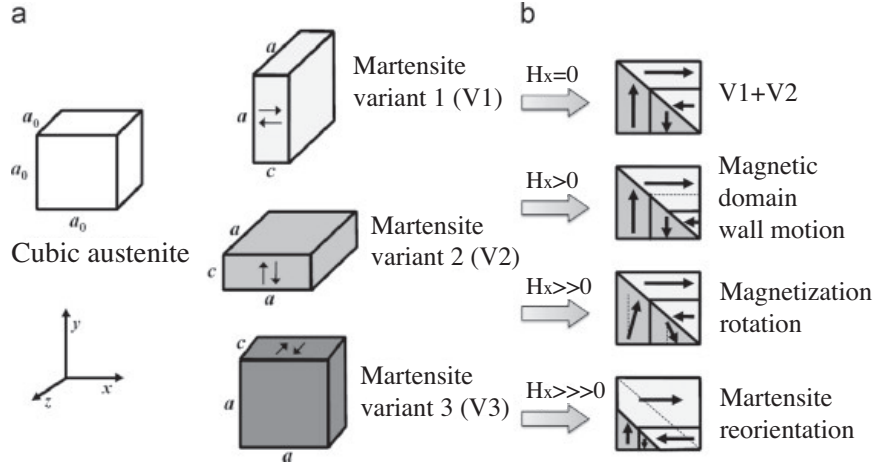 a
a₀
a₀
a₀
Cubic austenite
y
x
z
a
a
c
Martensite
variant 1 (V1)
a
c
a
Martensite
variant 2 (V2)
c
a
a
Martensite
variant 3 (V3)
b
Hx=0
V1+V2
Hx>0
Magnetic
domain
wall motion
Hx>>0
Magnetization
rotation
Hx>>>0
Martensite
reorientation